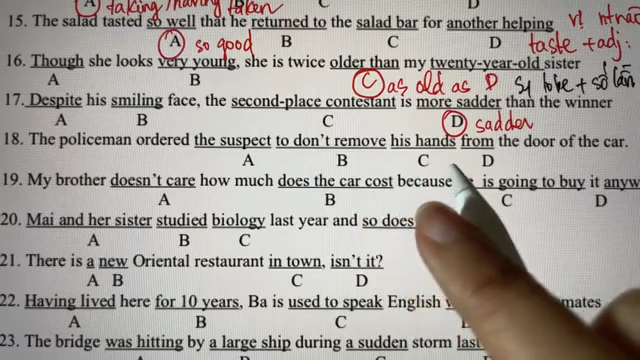 A taking/having taken
C
D
15. The salad tasted so well that he returned to the salad bar for another helping
A so good B C D taste + adj:
16. Though she looks very young, she is twice older than my twenty-year-old sister
A B C as old as D
17. Despite his smiling face, the second-place contestant is more sadder than the winner
A B C D sadder
18. The policeman ordered the suspect to don't remove his hands from the door of the car.
A B C D
19. My brother doesn't care how much does the car cost because is going to buy it anyw
A B C D
20. Mai and her sister studied biology last year and so does
A B C
21. There is a new Oriental restaurant in town, isn't it?
A B C D
22. Having lived here for 10 years, Ba is used to speak English mates
A B C
23. The bridge was hitting by a large ship during a sudden storm last